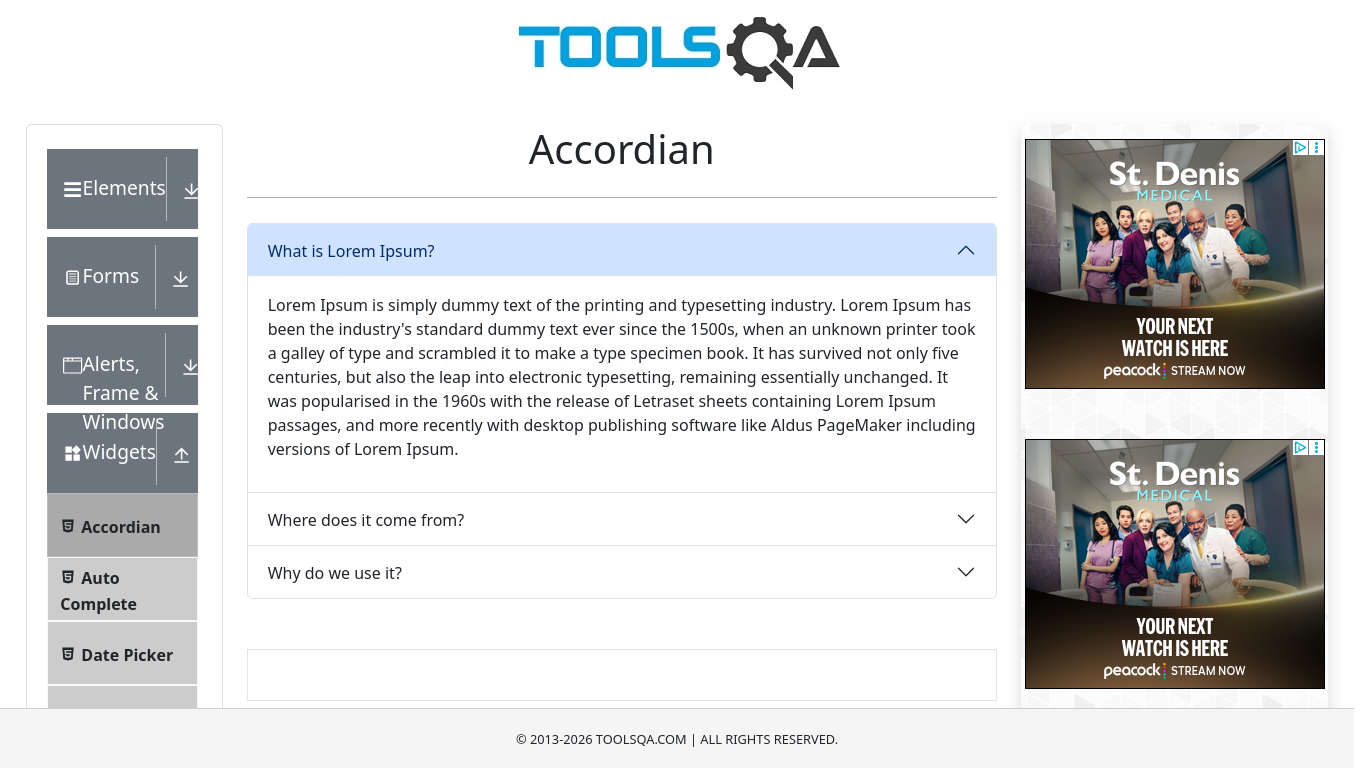 TOOLSQA
Elements
Forms
Alerts,
Frame &
Windows
Widgets
Accordian
Auto
Complete
Date Picker
Accordian
What is Lorem Ipsum?
Lorem Ipsum is simply dummy text of the printing and typesetting industry. Lorem Ipsum has
been the industry's standard dummy text ever since the 1500s, when an unknown printer took
a galley of type and scrambled it to make a type specimen book. It has survived not only five
centuries, but also the leap into electronic typesetting, remaining essentially unchanged. It
was popularised in the 1960s with the release of Letraset sheets containing Lorem Ipsum
passages, and more recently with desktop publishing software like Aldus PageMaker including
versions of Lorem Ipsum.
Where does it come from?
Why do we use it?
St. Denis
MEDICAL
YOUR NEXT
WATCH IS HERE
peacock STREAM NOW
St. Denis
MEDICAL
YOUR NEXT
WATCH IS HERE
peacock STREAM NOW
© 2013-2026 TOOLSQA.COM | ALL RIGHTS RESERVED.